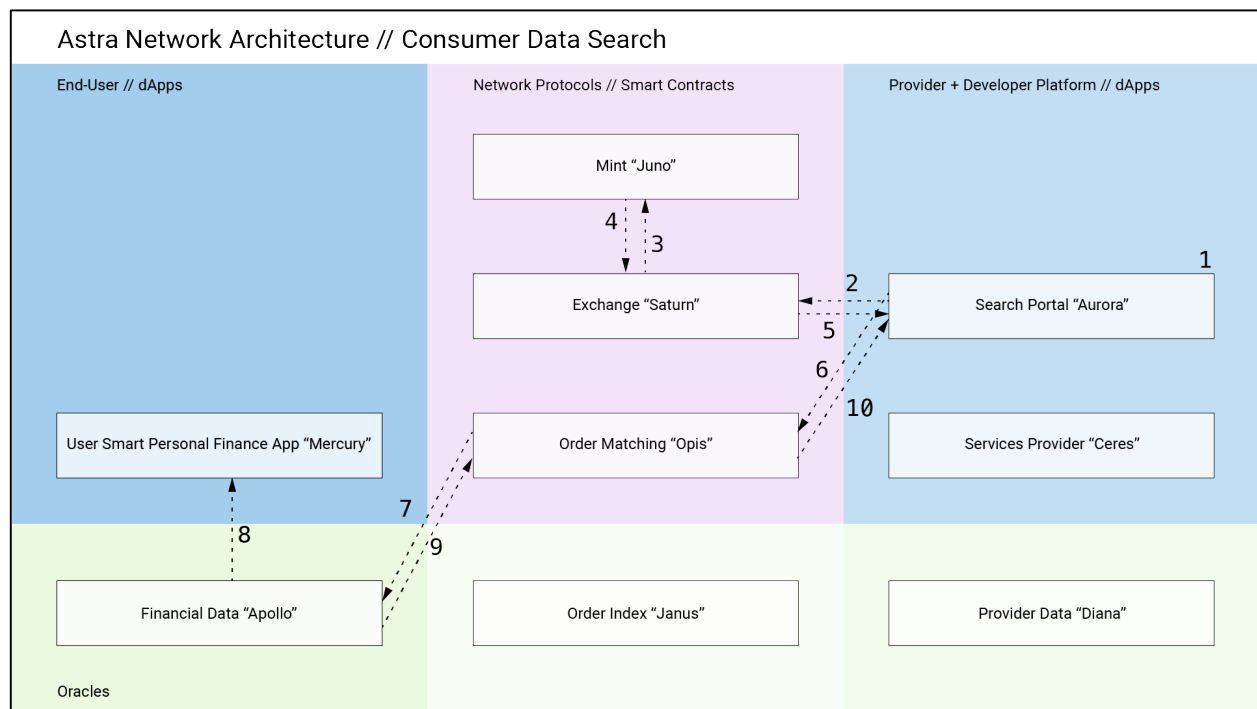 Astra Network Architecture // Consumer Data Search
End-User // dApps
Network Protocols // Smart Contracts
Provider + Developer Platform // dApps
Mint “Juno”
4
3
1
2
Exchange “Saturn”
Search Portal “Aurora”
5
6
10
User Smart Personal Finance App “Mercury”
Order Matching “Opis”
Services Provider “Ceres”
7
8
9
Financial Data “Apollo”
Order Index “Janus”
Provider Data “Diana”
Oracles